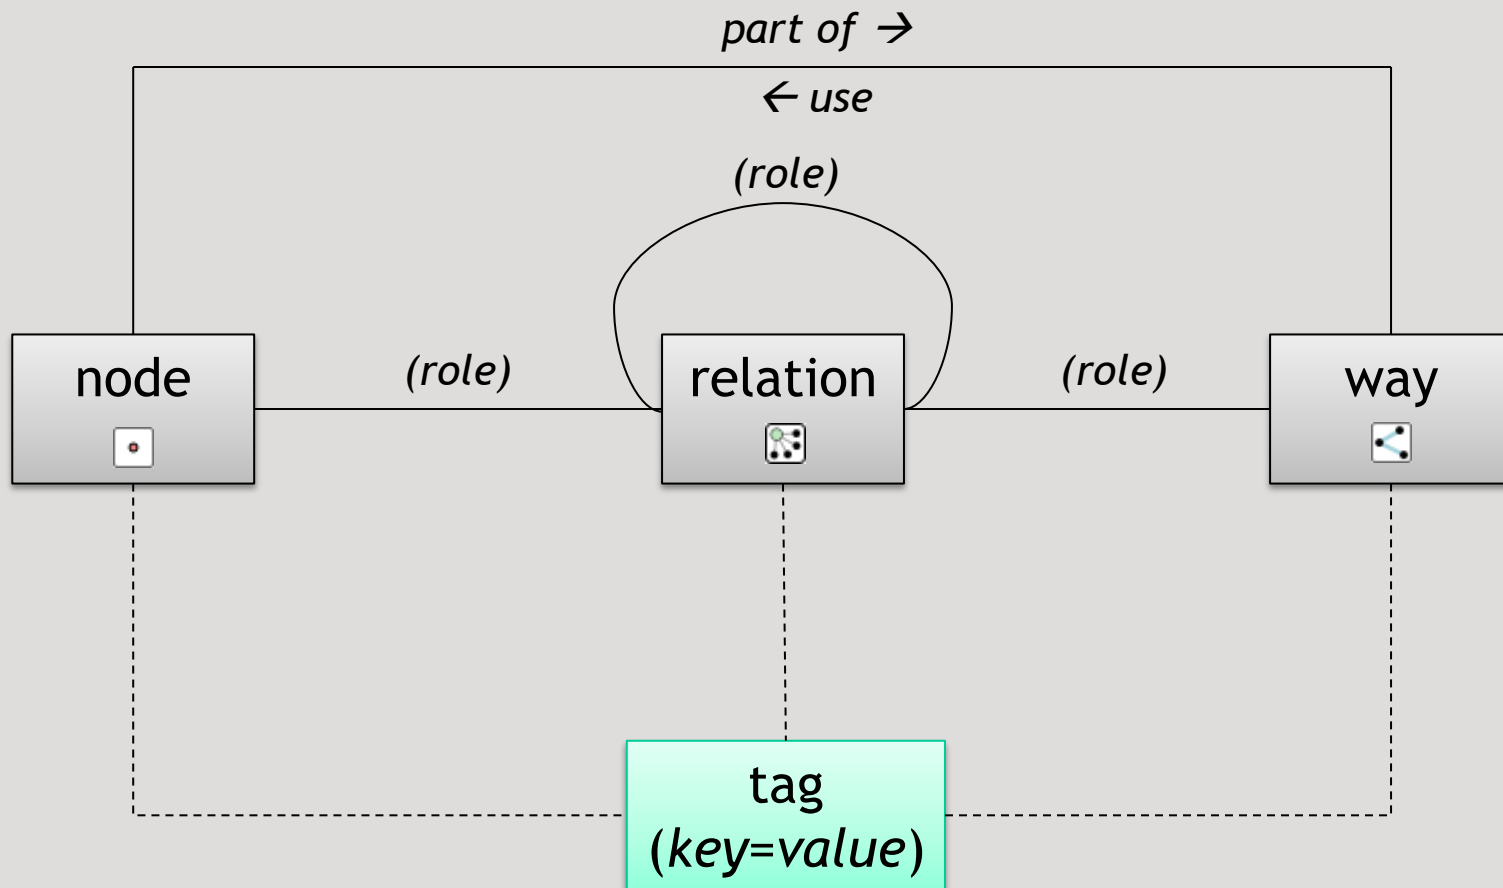 part of →
← use
(role)
node
(role)
relation
(role)
way
tag
(key=value)